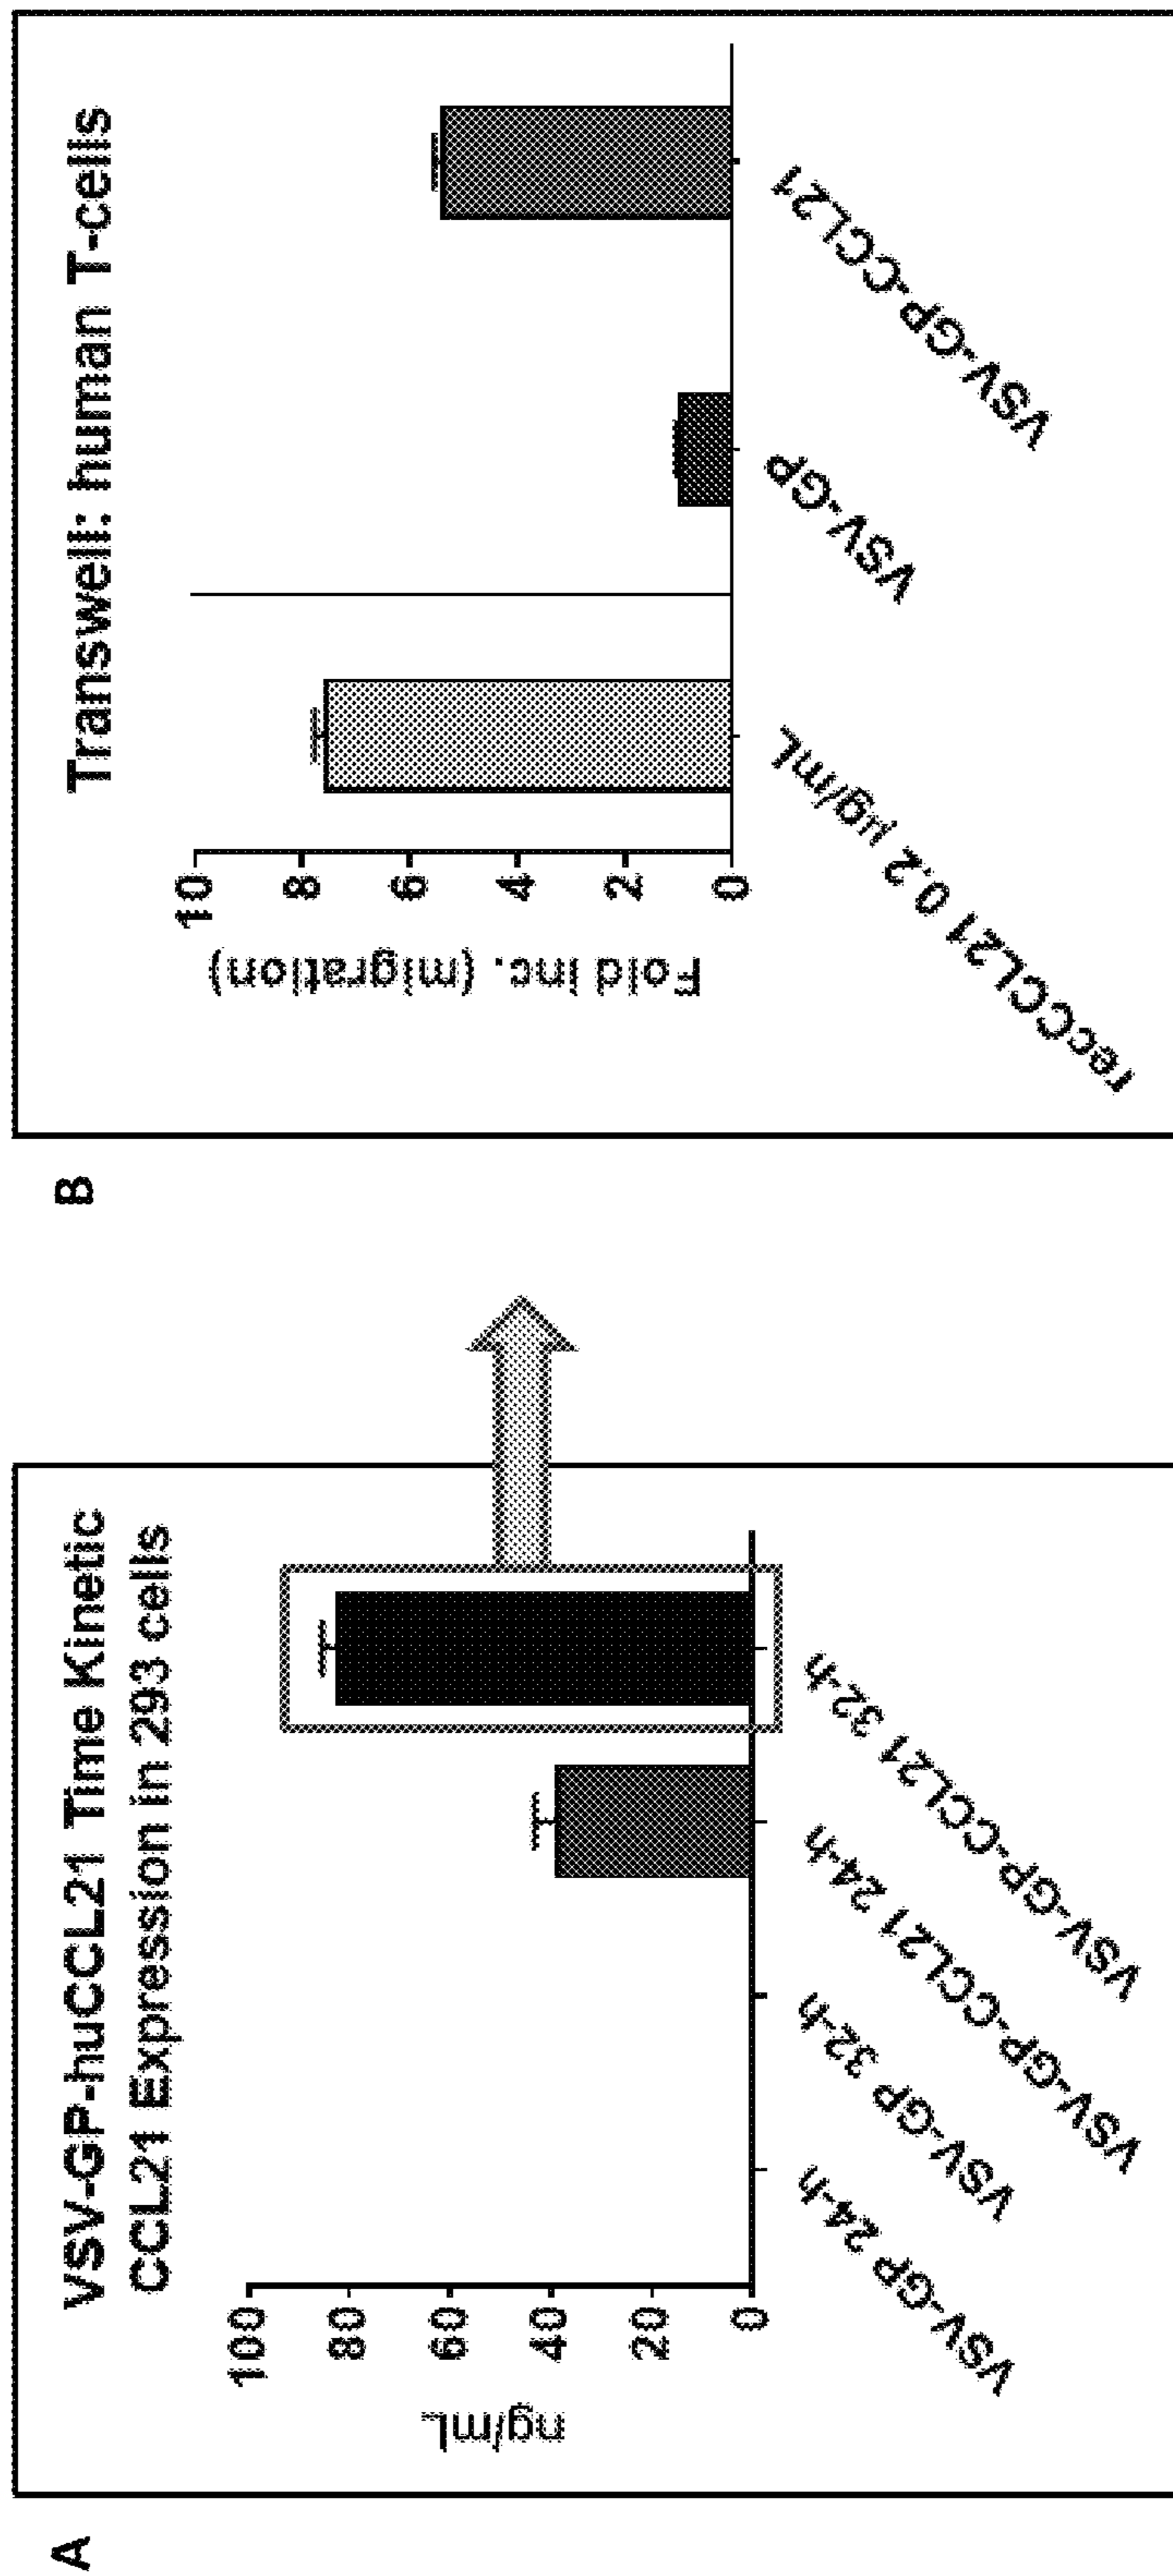 A
VSV-GP-huCCL21 Time Kinetic
CCL21 Expression in 293 cells
ng/mL
100
80
60
40
20
0
VSV-GP 24-h
VSV-GP 32-h
VSV-GP-CCL21 24-h
VSV-GP-CCL21 32-h
B
Transwell: human T-cells
Fold inc. (migration)
10
8
6
4
2
0
recCCL21 0.2 µg/mL
VSV-GP
VSV-GP-CCL21